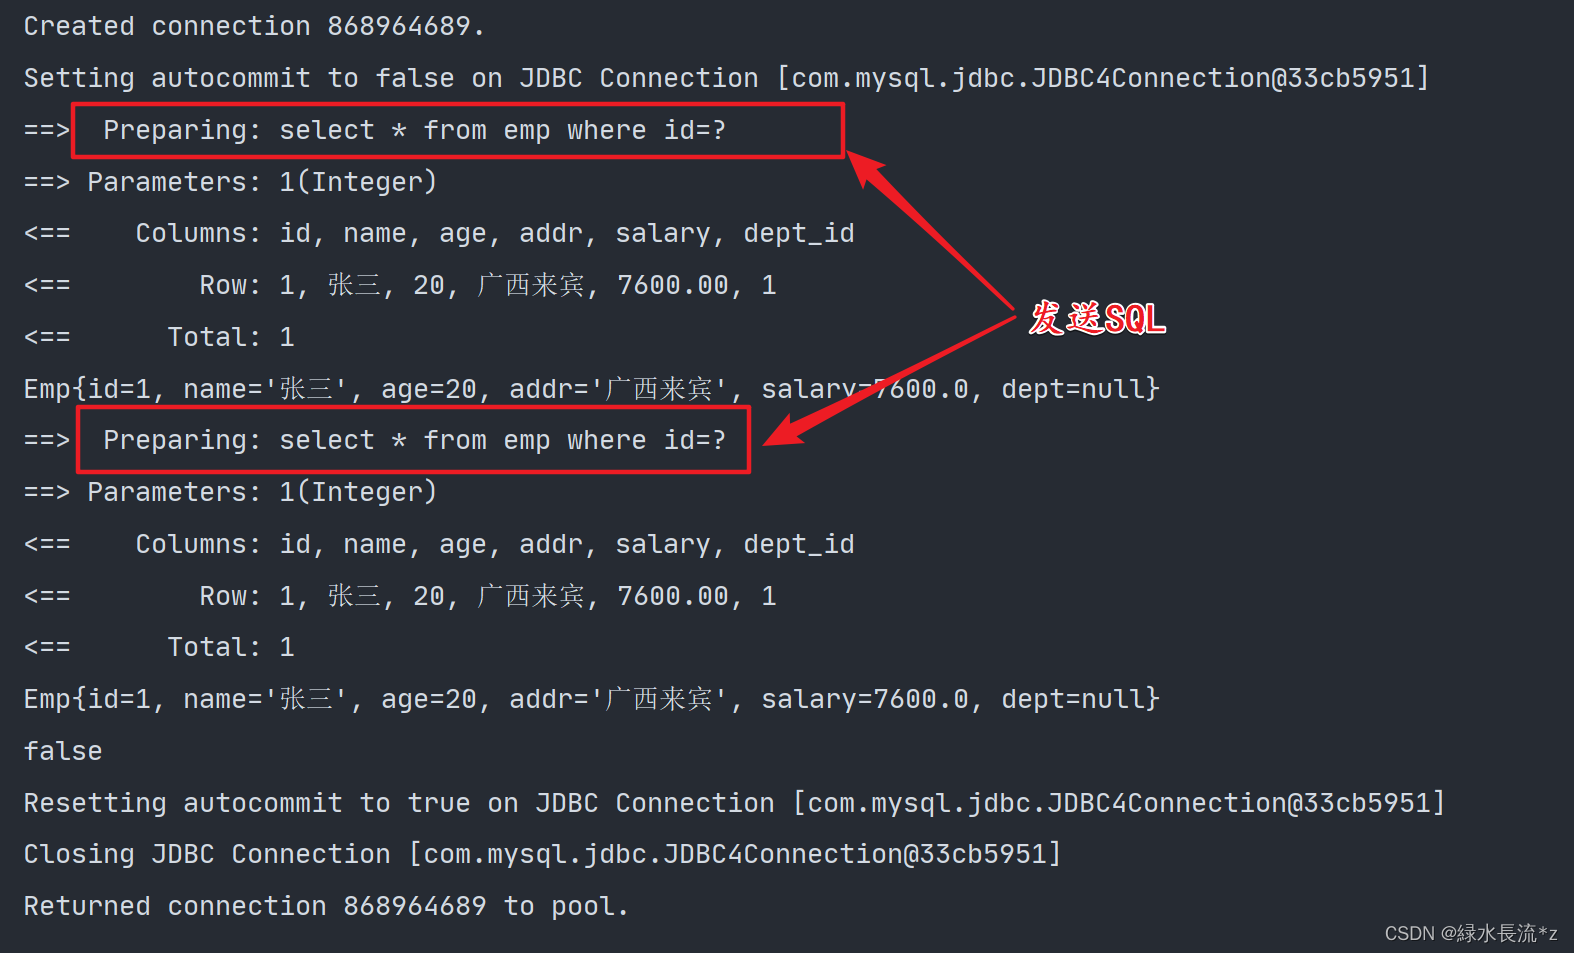 Created connection 868964689.
Setting autocommit to false on JDBC Connection [com.mysql.jdbc.JDBC4Connection@33cb5951]
==>  Preparing: select * from emp where id=?
==> Parameters: 1(Integer)
<==    Columns: id, name, age, addr, salary, dept_id
<==        Row: 1, 张三, 20, 广西来宾, 7600.00, 1
发送SQL
<==      Total: 1
Emp{id=1, name='张三', age=20, addr='广西来宾', salary=7600.0, dept=null}
==>  Preparing: select * from emp where id=?
==> Parameters: 1(Integer)
<==    Columns: id, name, age, addr, salary, dept_id
<==        Row: 1, 张三, 20, 广西来宾, 7600.00, 1
<==      Total: 1
Emp{id=1, name='张三', age=20, addr='广西来宾', salary=7600.0, dept=null}
false
Resetting autocommit to true on JDBC Connection [com.mysql.jdbc.JDBC4Connection@33cb5951]
Closing JDBC Connection [com.mysql.jdbc.JDBC4Connection@33cb5951]
Returned connection 868964689 to pool.
CSDN @緑水長流*z